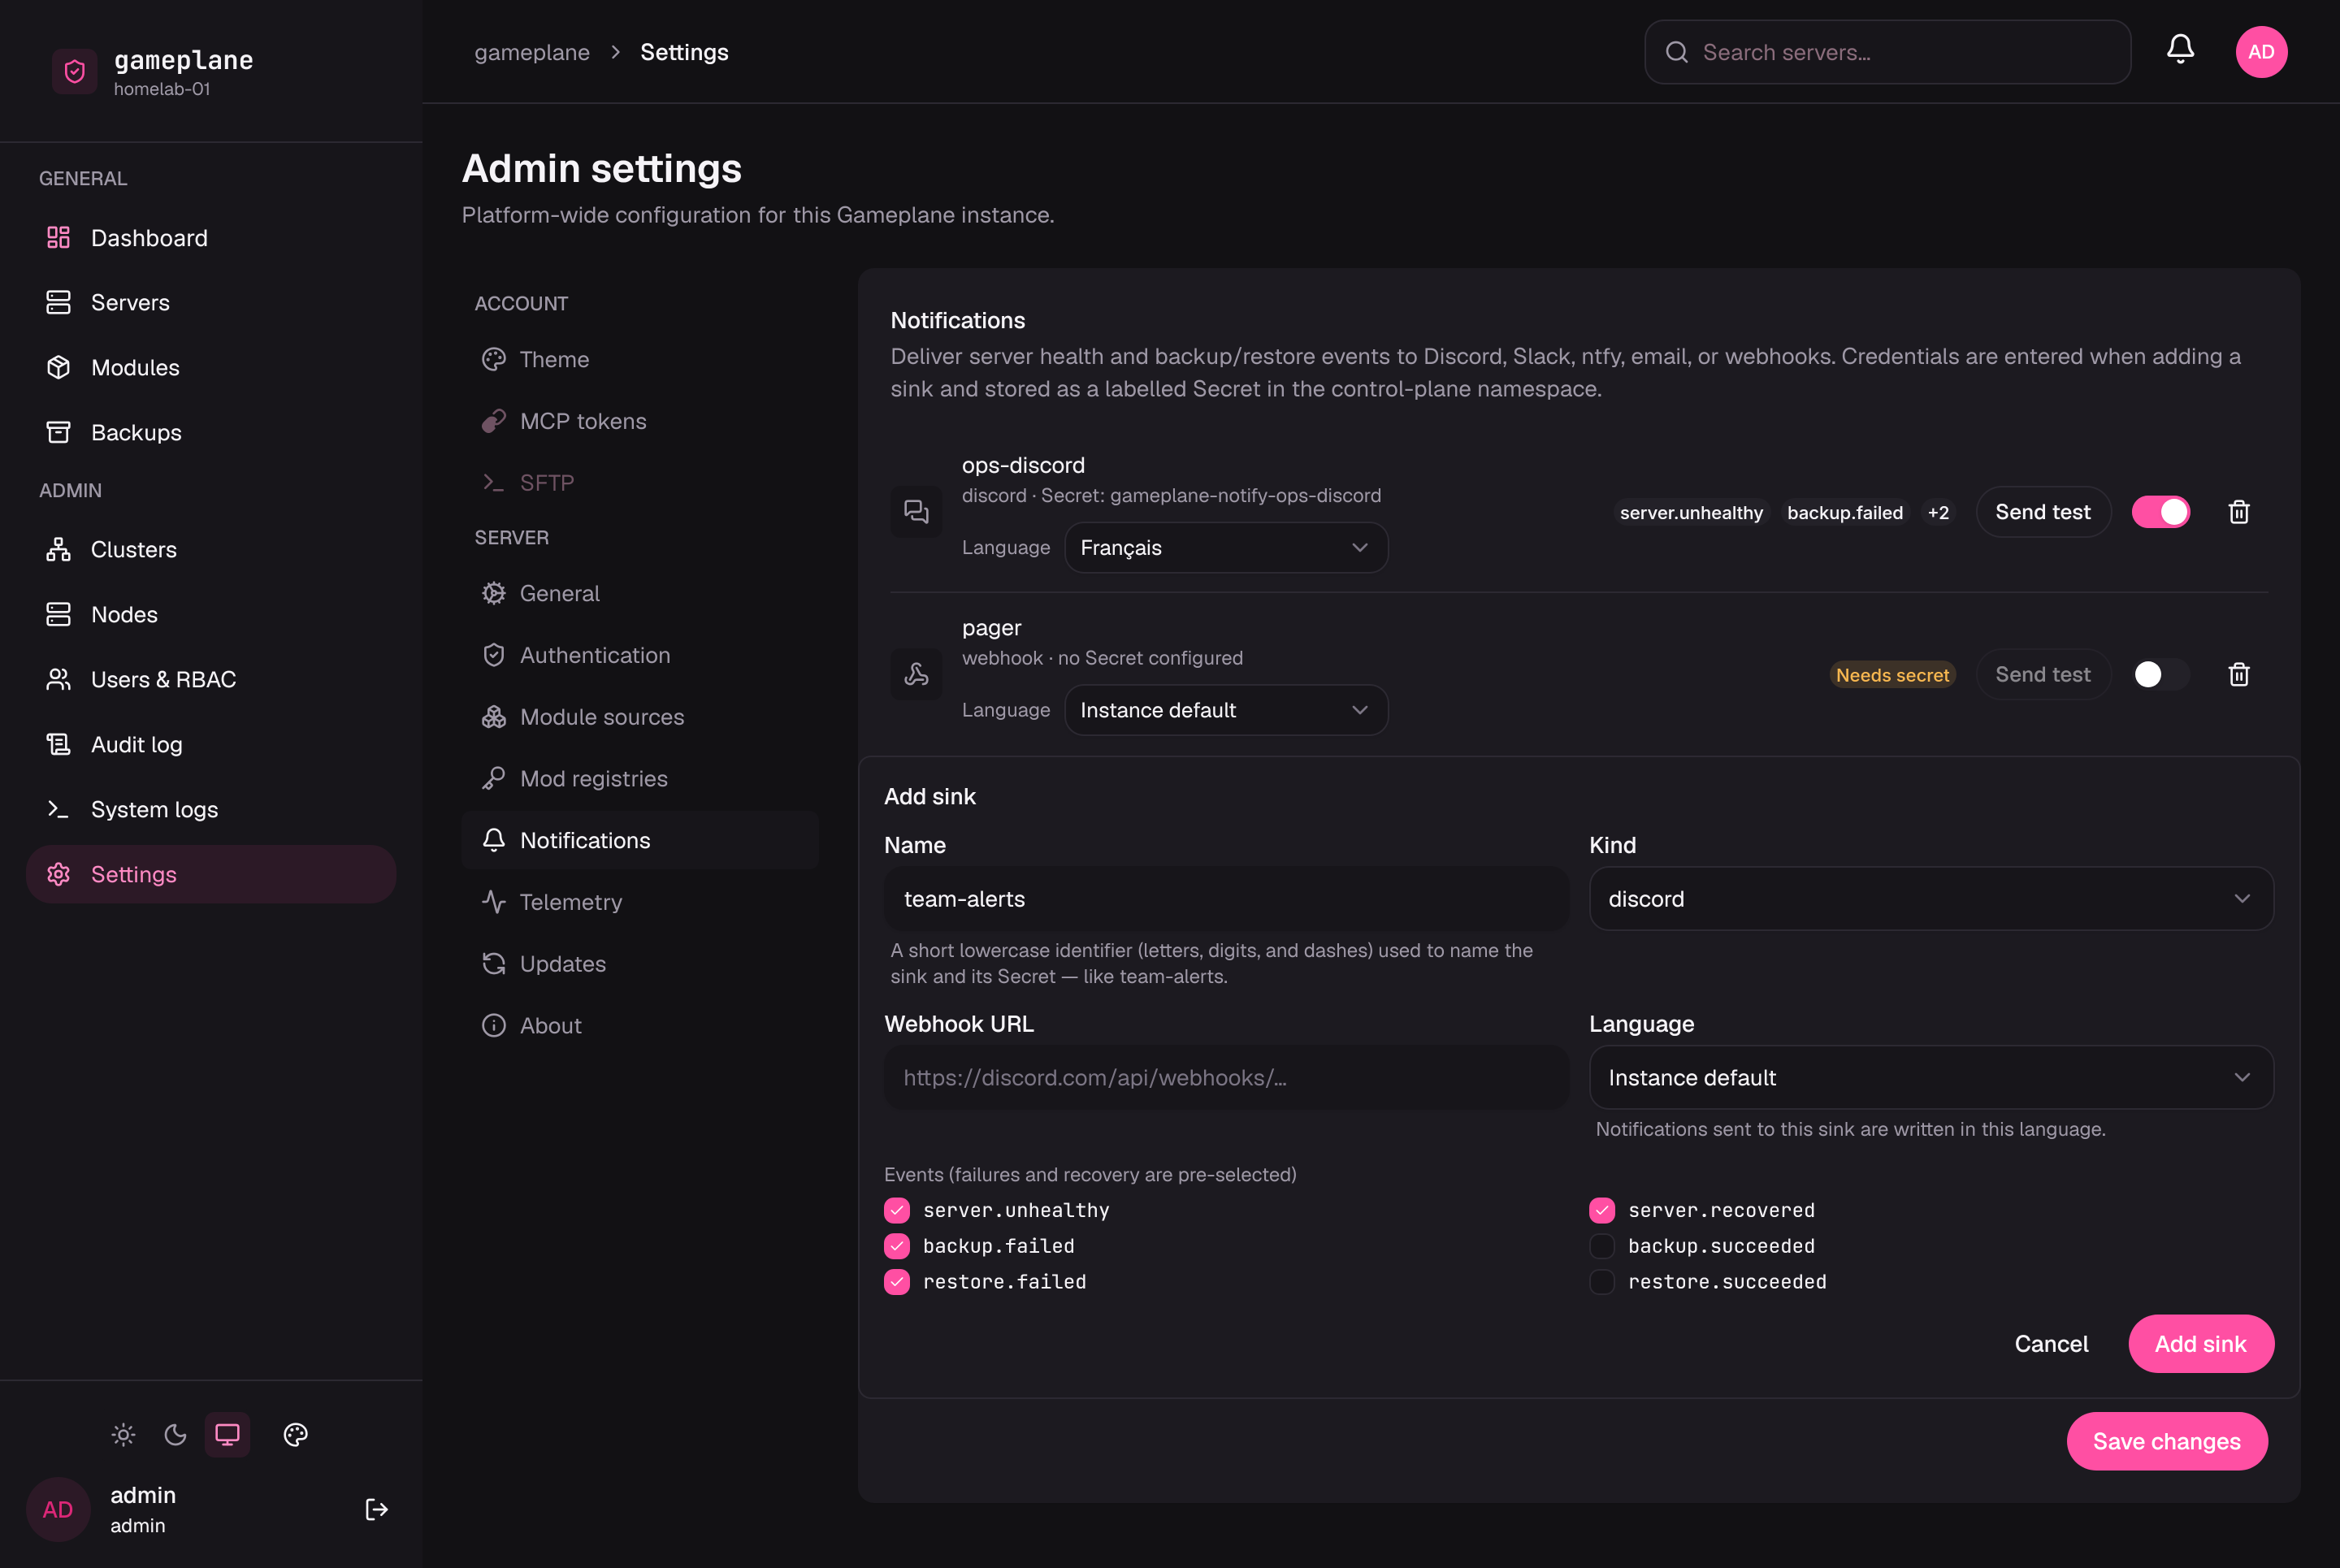 gameplane
homelab-01
GENERAL
Dashboard
Servers
Modules
Backups
ADMIN
Clusters
Nodes
Users & RBAC
Audit log
System logs
Settings
AD
admin
admin
gameplane
Settings
Search servers...
AD
Admin settings
Platform-wide configuration for this Gameplane instance.
ACCOUNT
Theme
MCP tokens
SFTP
SERVER
General
Authentication
Module sources
Mod registries
Notifications
Telemetry
Updates
About
Notifications
Deliver server health and backup/restore events to Discord, Slack, ntfy, email, or webhooks. Credentials are entered when adding a
sink and stored as a labelled Secret in the control-plane namespace.
ops-discord
discord · Secret: gameplane-notify-ops-discord
Language
Français
server.unhealthy
backup.failed
+2
Send test
pager
webhook · no Secret configured
Language
Instance default
Needs secret
Send test
Add sink
Name
team-alerts
A short lowercase identifier (letters, digits, and dashes) used to name the
sink and its Secret — like team-alerts.
Kind
discord
Webhook URL
https://discord.com/api/webhooks/...
Language
Instance default
Notifications sent to this sink are written in this language.
Events (failures and recovery are pre-selected)
server.unhealthy
server.recovered
backup.failed
backup.succeeded
restore.failed
restore.succeeded
Cancel
Add sink
Save changes